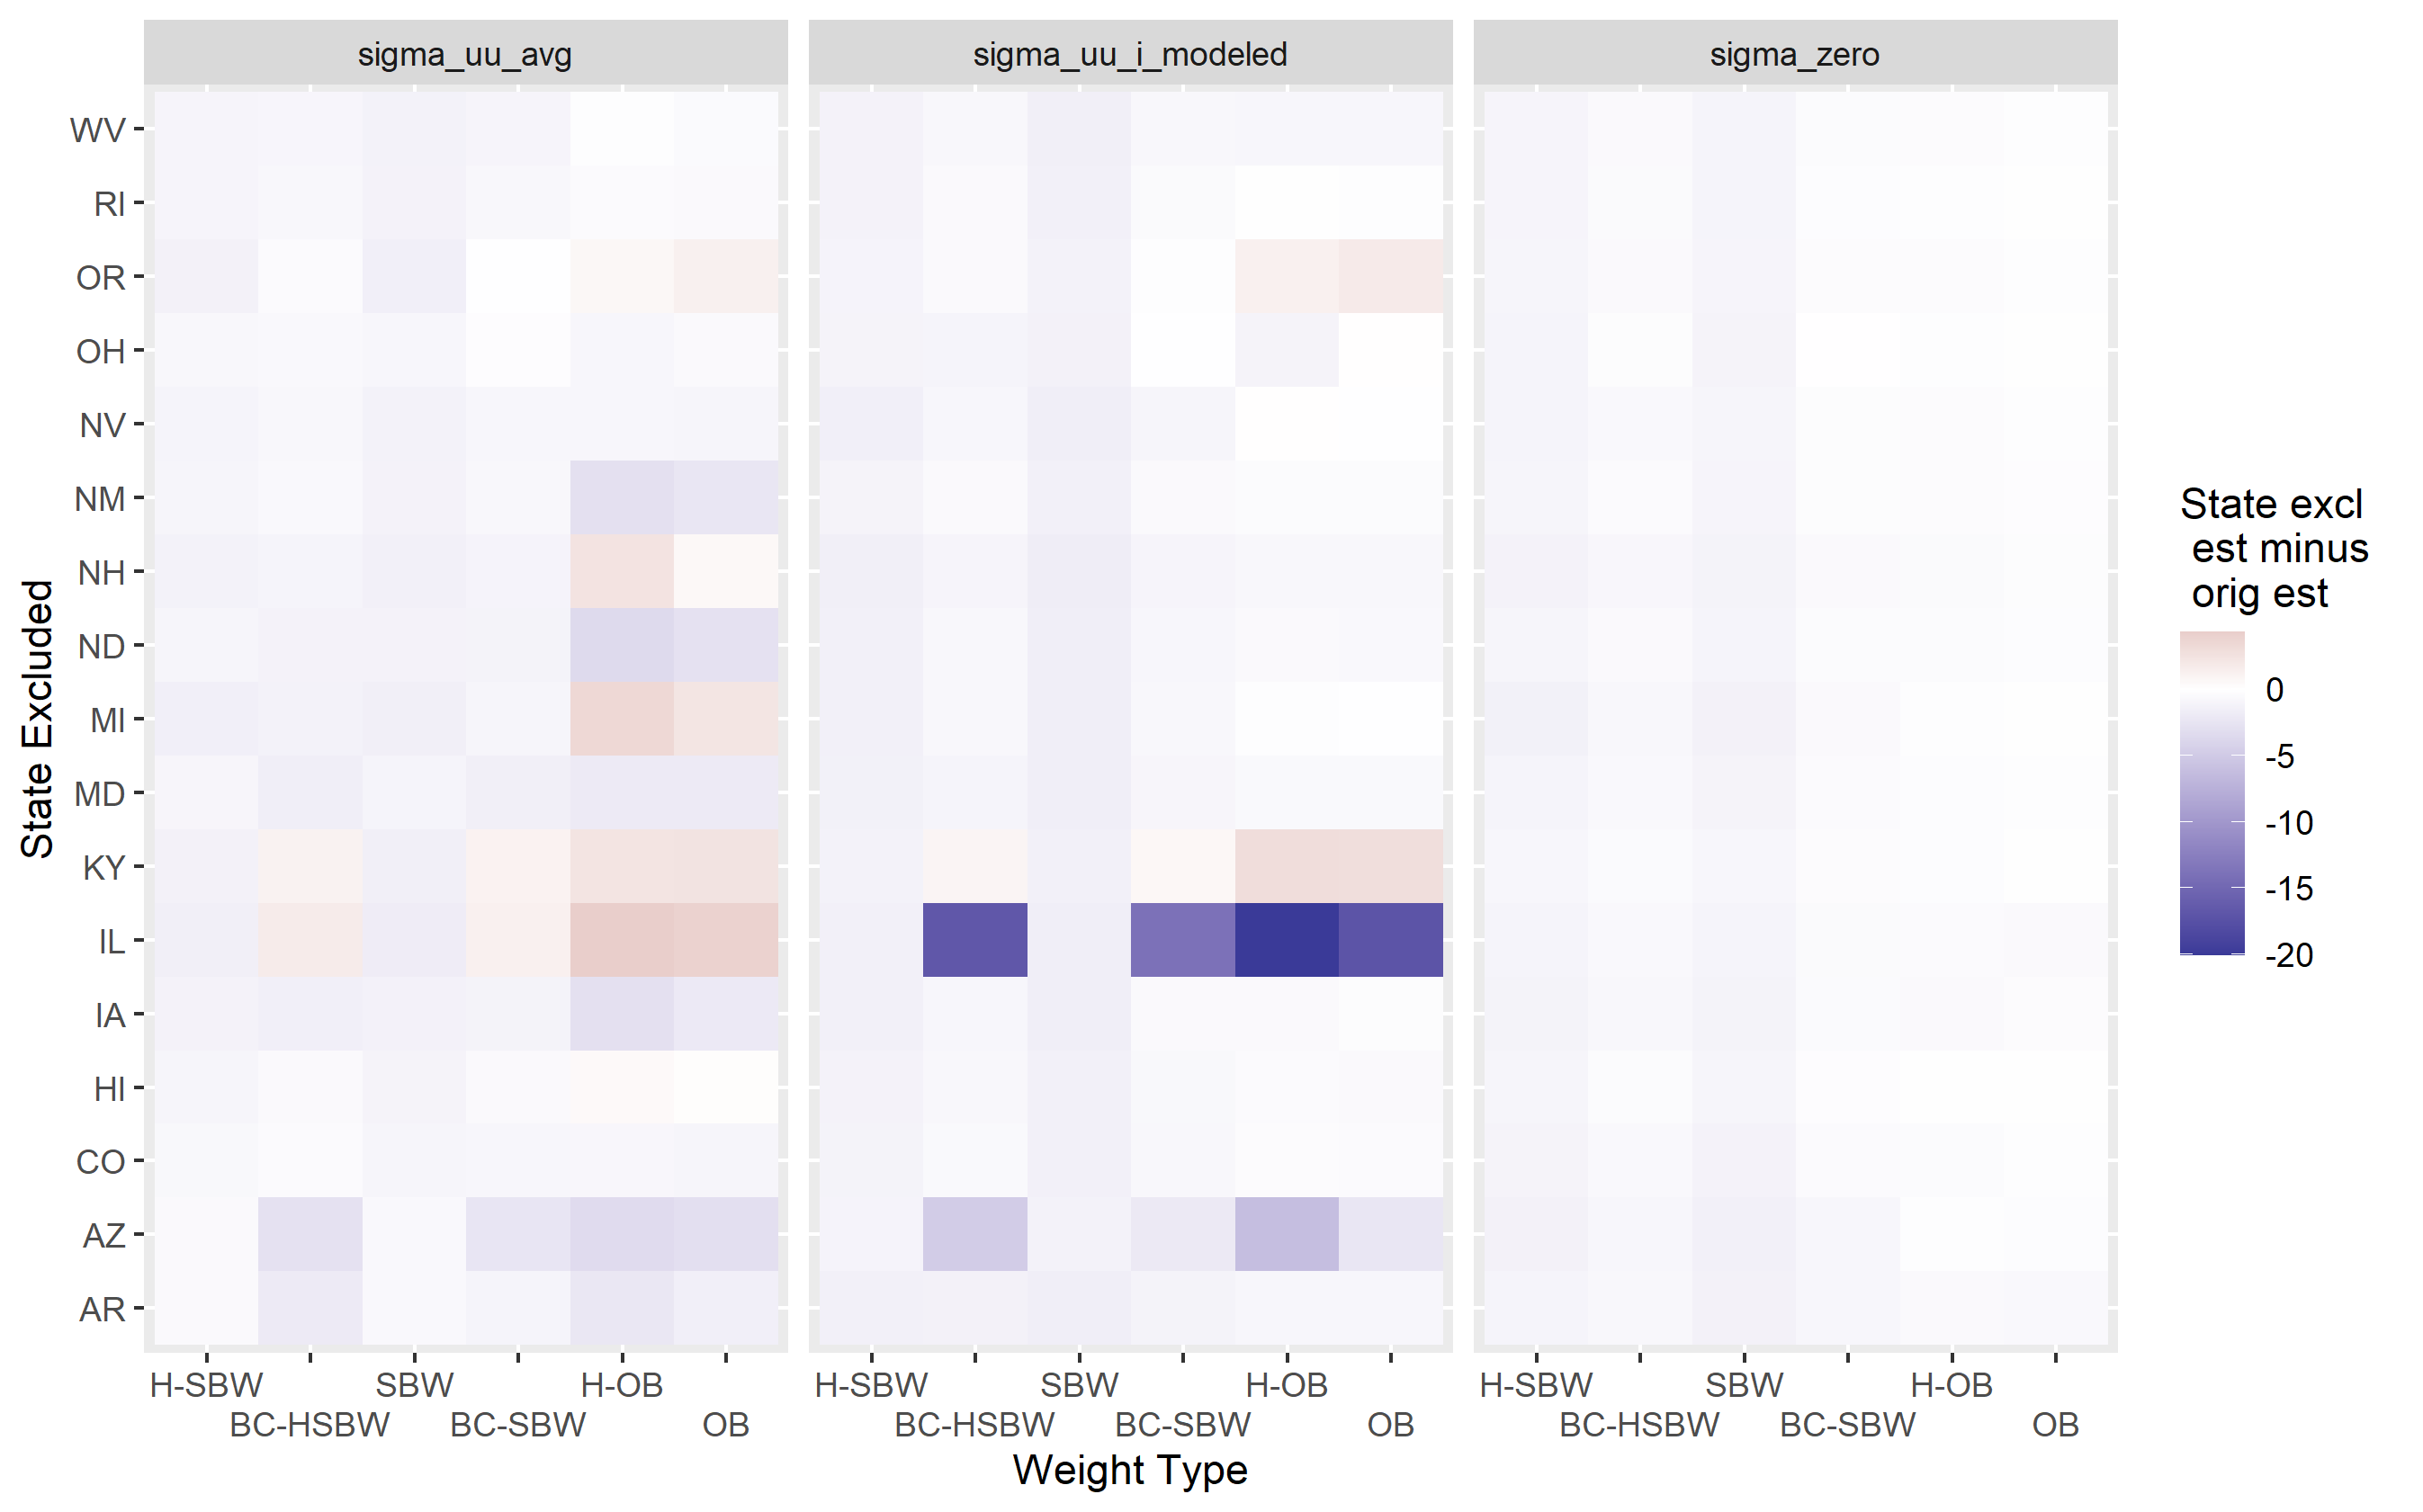 sigma_uu_avg
sigma_uu_i_modeled
sigma_zero
State Excluded
WV
RI
OR
OH
NV
NM
NH
ND
MI
MD
KY
IL
IA
HI
CO
AZ
AR
H-SBW SBW H-OB
BC-HSBW BC-SBW OB
H-SBW SBW H-OB
BC-HSBW BC-SBW OB
H-SBW SBW H-OB
BC-HSBW BC-SBW OB
Weight Type
State excl
est minus
orig est
0
-5
-10
-15
-20